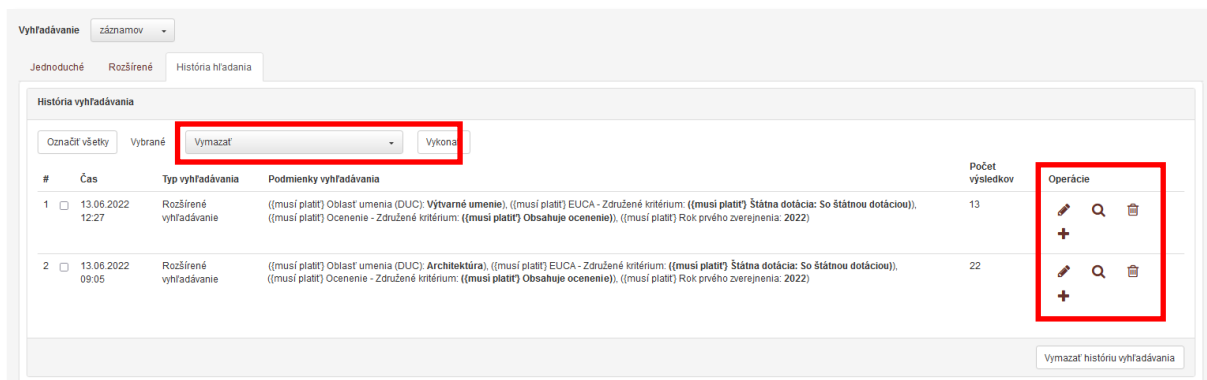 Vyhľadávanie záznamov
Jednoduché Rozšírené História hľadania
História vyhľadávania
Označiť všetky Vybrané Vymazať Vykonať
# Čas Typ vyhľadávania Podmienky vyhľadávania Počet výsledkov Operácie
1 13.06.2022 Rozšírené ({musí platiť} Oblasť umenia (DUC): Výtvarné umenie), ({musí platiť} EUCA - Združené kritérium: ({musí platiť} Štátna dotácia: So štátnou dotáciou)), 13
12:27 vyhľadávanie ({musí platiť} Ocenenie - Združené kritérium: ({musí platiť} Obsahuje ocenenie)), ({musí platiť} Rok prvého zverejnenia: 2022)
2 13.06.2022 Rozšírené ({musí platiť} Oblasť umenia (DUC): Architektúra), ({musí platiť} EUCA - Združené kritérium: ({musí platiť} Štátna dotácia: So štátnou dotáciou)), 22
09:05 vyhľadávanie ({musí platiť} Ocenenie - Združené kritérium: ({musí platiť} Obsahuje ocenenie)), ({musí platiť} Rok prvého zverejnenia: 2022)
Vymazať históriu vyhľadávania